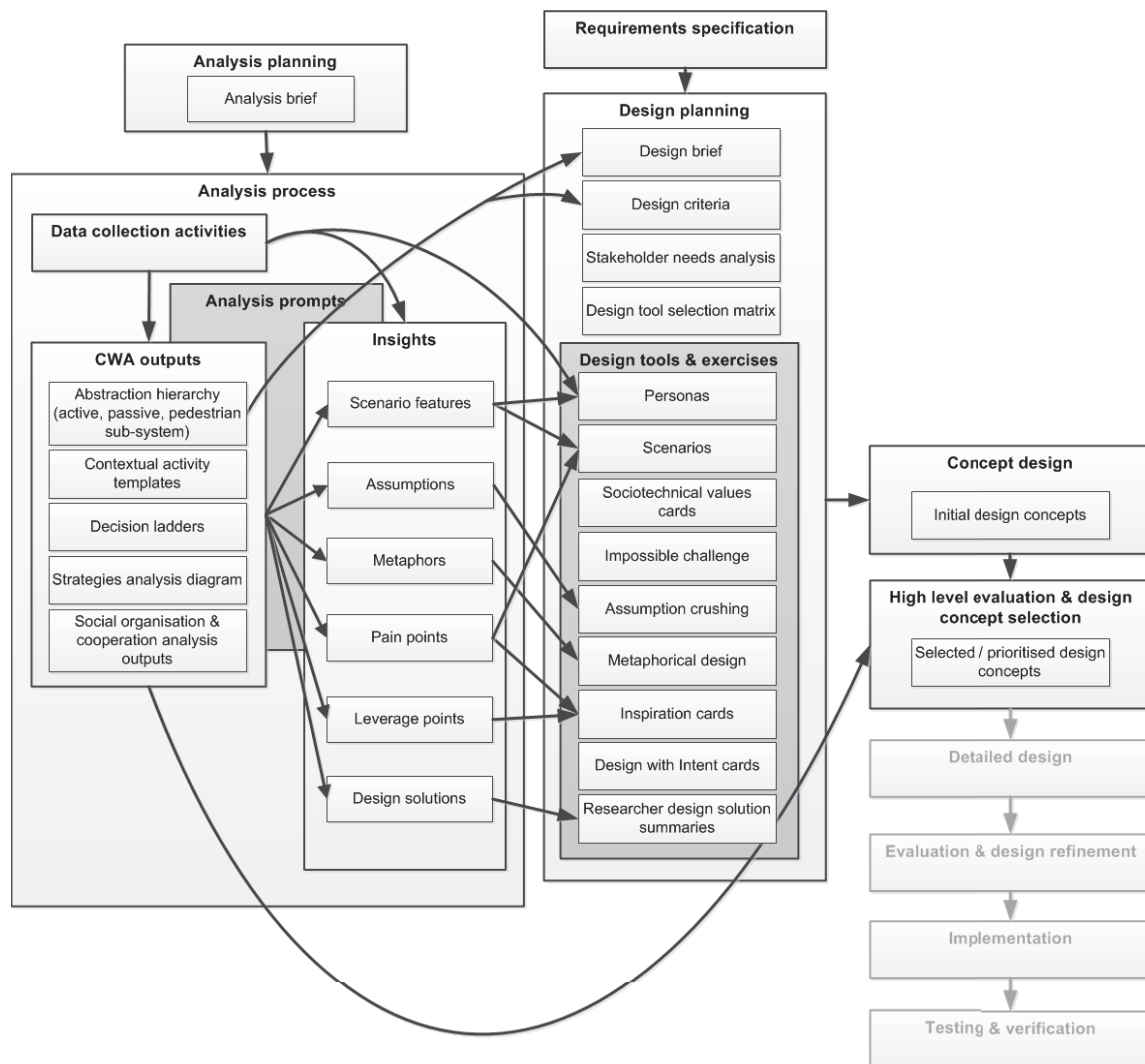 Analysis planning
Analysis brief
Analysis process
Data collection activities
Analysis prompts
CWA outputs
Abstraction hierarchy
(active, passive, pedestrian
sub-system)
Contextual activity
templates
Decision ladders
Strategies analysis diagram
Social organisation &
cooperation analysis
outputs
Insights
Scenario features
Assumptions
Metaphors
Pain points
Leverage points
Design solutions
Requirements specification
Design planning
Design brief
Design criteria
Stakeholder needs analysis
Design tool selection matrix
Design tools & exercises
Personas
Scenarios
Sociotechnical values
cards
Impossible challenge
Assumption crushing
Metaphorical design
Inspiration cards
Design with Intent cards
Researcher design solution
summaries
Concept design
Initial design concepts
High level evaluation & design
concept selection
Selected / prioritised design
concepts
Detailed design
Evaluation & design refinement
Implementation
Testing & verification